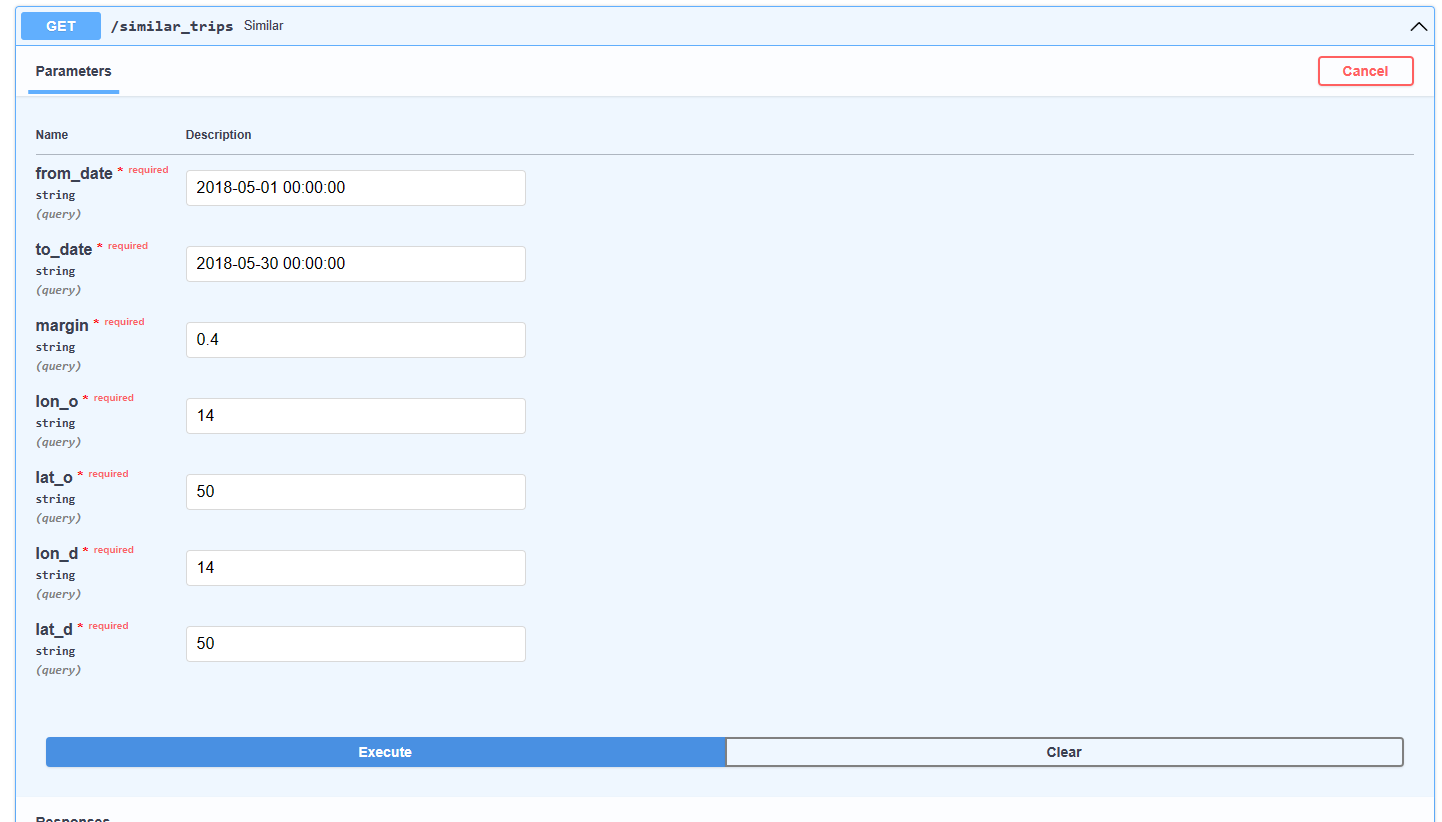 GET /similar_trips Similar
Parameters
Cancel
Name Description
from_date * required
string
(query)
2018-05-01 00:00:00
to_date * required
string
(query)
2018-05-30 00:00:00
margin * required
string
(query)
0.4
lon_o * required
string
(query)
14
lat_o * required
string
(query)
50
lon_d * required
string
(query)
14
lat_d * required
string
(query)
50
Execute
Clear
Responses